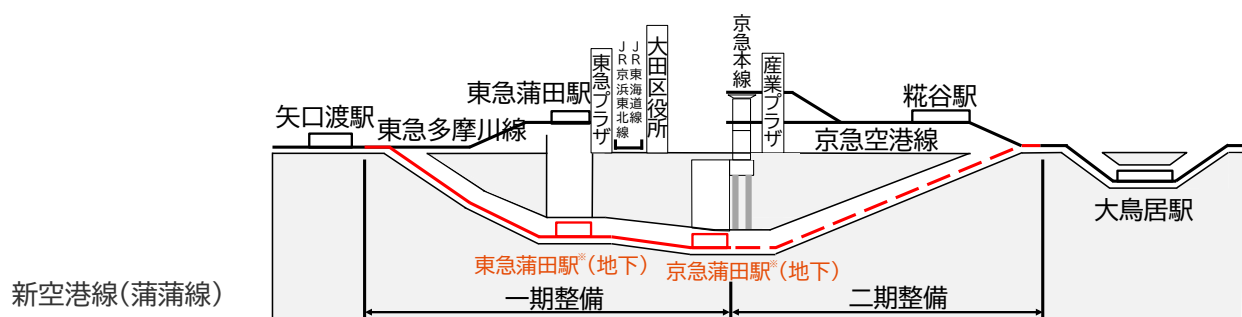 矢口渡駅
東急多摩川線
東急蒲田駅
東急プラザ
JR京浜東北線
JR東海道線
大田区役所
京急本線
産業プラザ
京急空港線
糀谷駅
大鳥居駅
東急蒲田駅※(地下)
京急蒲田駅※(地下)
新空港線(蒲蒲線)
一期整備
二期整備